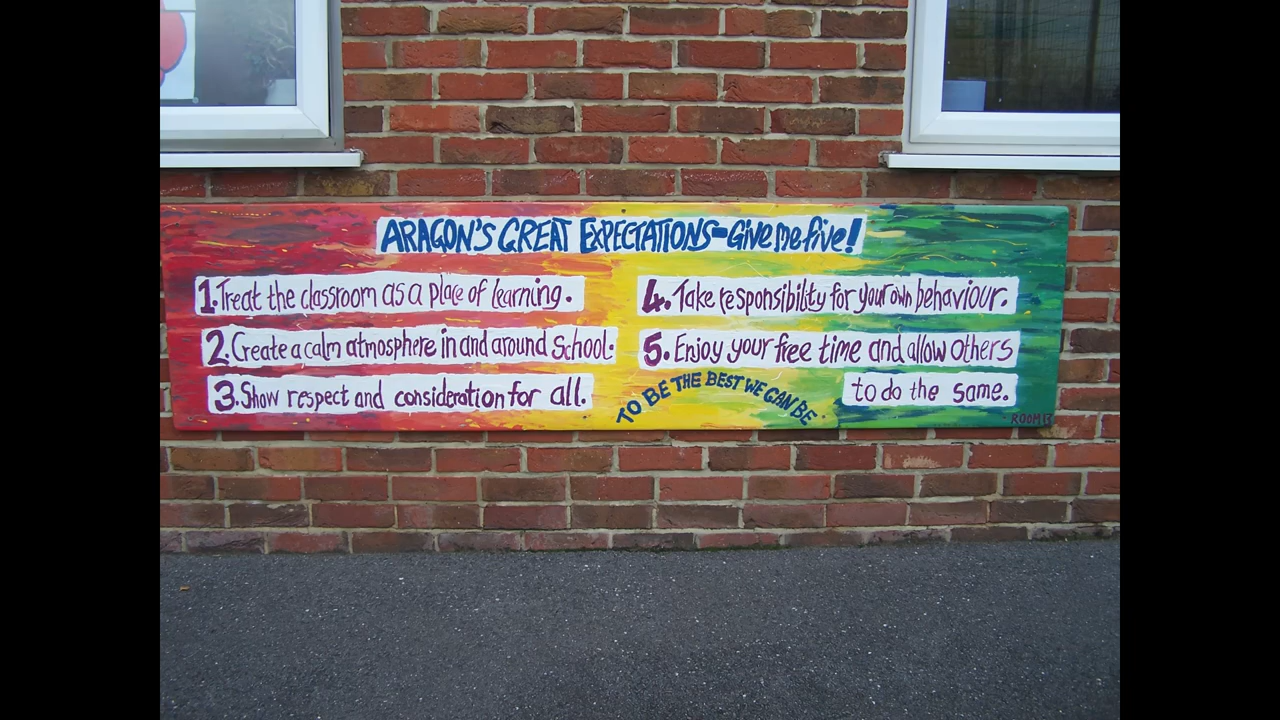 ARAGON'S GREAT EXPECTATIONS-Give me five!
1. Treat the classroom as a place of learning.
2. Create a calm atmosphere in and around school.
3. Show respect and consideration for all.
4. Take responsibility for your own behaviour.
5. Enjoy your free time and allow others
to do the same.
TO BE THE BEST WE CAN BE
ROOM 13